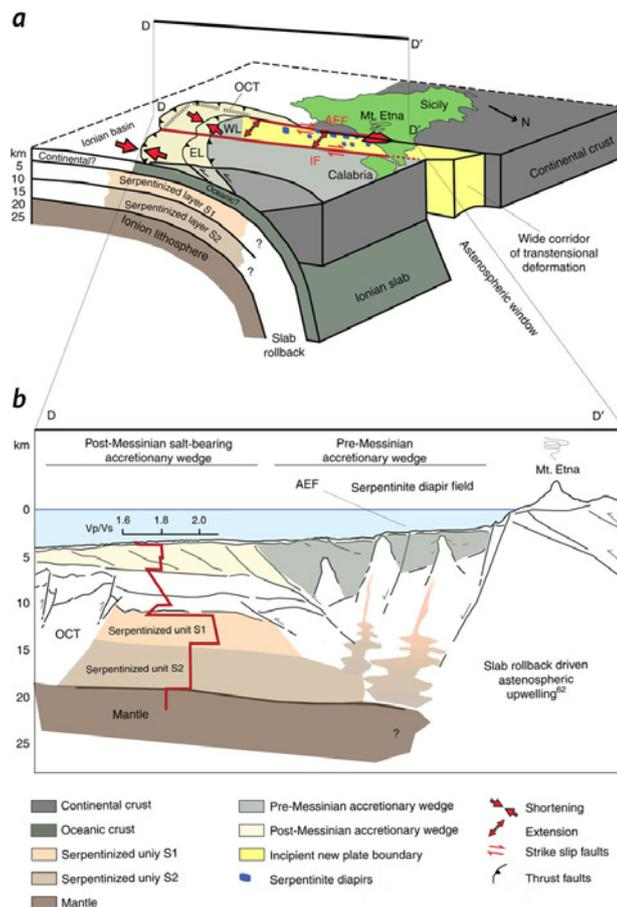 a
D
D′
OCT
AEF
Mt. Etna
Sicily
N
D
WL
D′
Ionian basin
EL
IF
Calabria
Continental crust
km
Continental?
5
10
15
20
25
Oceanic?
Serpentinized layer S1
Serpentinized layer S2
Ionion lithosphere
?
?
Wide corridor
of transtensional
deformation
Ionian slab
Astenospheric
window
Slab
rollback
b
D
D′
km
Post-Messinian salt-bearing
accretionary wedge
Pre-Messinian
accretionary wedge
Mt. Etna
AEF
Serpentinite diapir field
0
Vp/Vs
1.6
1.8
2.0
5
10
OCT
Serpentinized unit S1
15
Serpentinized unit S2
Slab rollback driven
astenospheric
upwelling62
20
Mantle
?
25
Continental crust
Pre-Messinian accretionary wedge
Shortening
Oceanic crust
Post-Messinian accretionary wedge
Extension
Serpentinized uniy S1
Incipient new plate boundary
Strike slip faults
Serpentinized uniy S2
Serpentinite diapirs
Thrust faults
Mantle